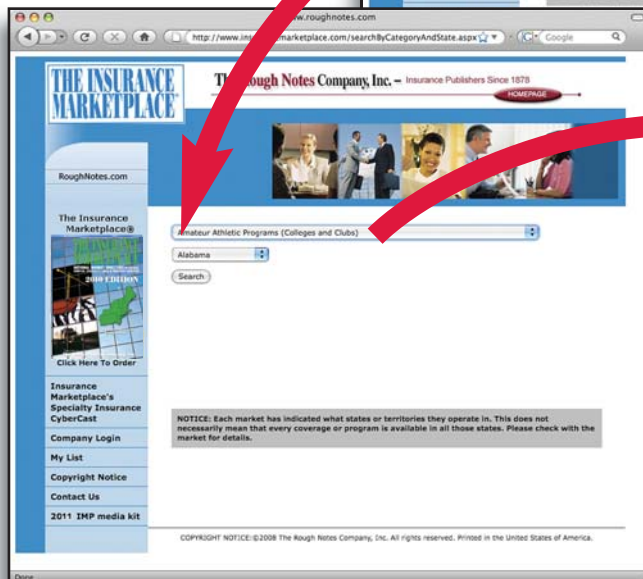 w.roughnotes.com
http://www.ins marketplace.com/searchByCategoryAndState.aspx
Google
THE INSURANCE
MARKETPLACE
The Rough Notes Company, Inc. – Insurance Publishers Since 1878
HOMEPAGE
RoughNotes.com
The Insurance
Marketplace®
2010 EDITION
Click Here To Order
Amateur Athletic Programs (Colleges and Clubs)
Alabama
Search
Insurance
Marketplace's
Specialty Insurance
CyberCast
Company Login
My List
Copyright Notice
Contact Us
2011 IMP media kit
NOTICE: Each market has indicated what states or territories they operate in. This does not
necessarily mean that every coverage or program is available in all those states. Please check with the
market for details.
COPYRIGHT NOTICE:©2008 The Rough Notes Company, Inc. All rights reserved. Printed in the United States of America.
Done